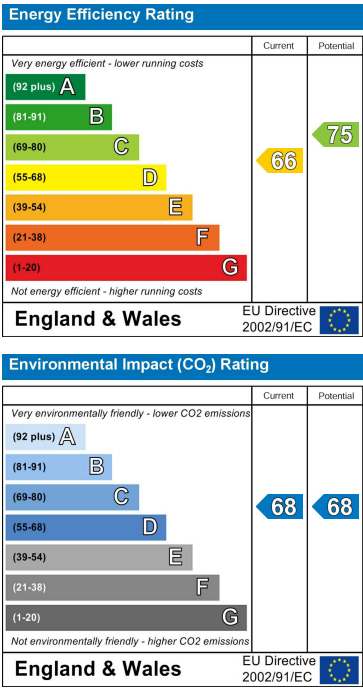 Energy Efficiency Rating
Current Potential
Very energy efficient - lower running costs
(92 plus) A
(81-91) B
(69-80) C
(55-68) D
(39-54) E
(21-38) F
(1-20) G
66
75
Not energy efficient - higher running costs
England & Wales
EU Directive
2002/91/EC
Environmental Impact (CO₂) Rating
Current Potential
Very environmentally friendly - lower CO2 emissions
(92 plus) A
(81-91) B
(69-80) C
(55-68) D
(39-54) E
(21-38) F
(1-20) G
68
68
Not environmentally friendly - higher CO2 emissions
England & Wales
EU Directive
2002/91/EC